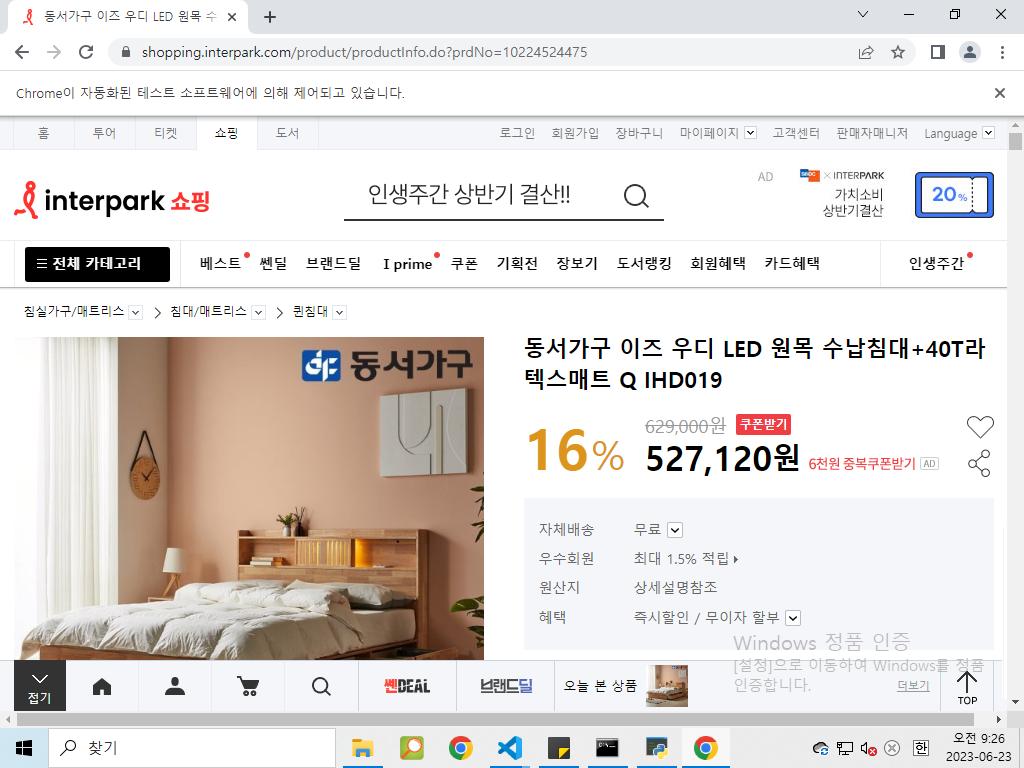 동서가구 이즈 우디 LED 원목 수
shopping.interpark.com/product/productInfo.do?prdNo=10224524475
Chrome이 자동화된 테스트 소프트웨어에 의해 제어되고 있습니다.
홈 투어 티켓 쇼핑 도서 로그인 회원가입 장바구니 마이페이지 고객센터 판매자매니저 Language
interpark 쇼핑
인생주간 상반기 결산!!
AD
SBDC × INTERPARK
가치소비
상반기결산
20%
전체 카테고리 베스트 쎈딜 브랜드딜 I prime 쿠폰 기획전 장보기 도서랭킹 회원혜택 카드혜택 인생주간
침실가구/매트리스 > 침대/매트리스 > 퀸침대
동서가구
동서가구 이즈 우디 LED 원목 수납침대+40T라
텍스매트 Q IHD019
16%
629,000원 쿠폰받기
527,120원 6천원 중복쿠폰받기 AD
자체배송 무료
우수회원 최대 1.5% 적립
원산지 상세설명참조
혜택 즉시할인 / 무이자 할부
Windows 정품 인증
[설정]으로 이동하여 Windows를 정품
인증합니다.
접기
쎈DEAL
브랜드딜
오늘 본 상품
더보기
TOP
찾기
한
오전 9:26
2023-06-23